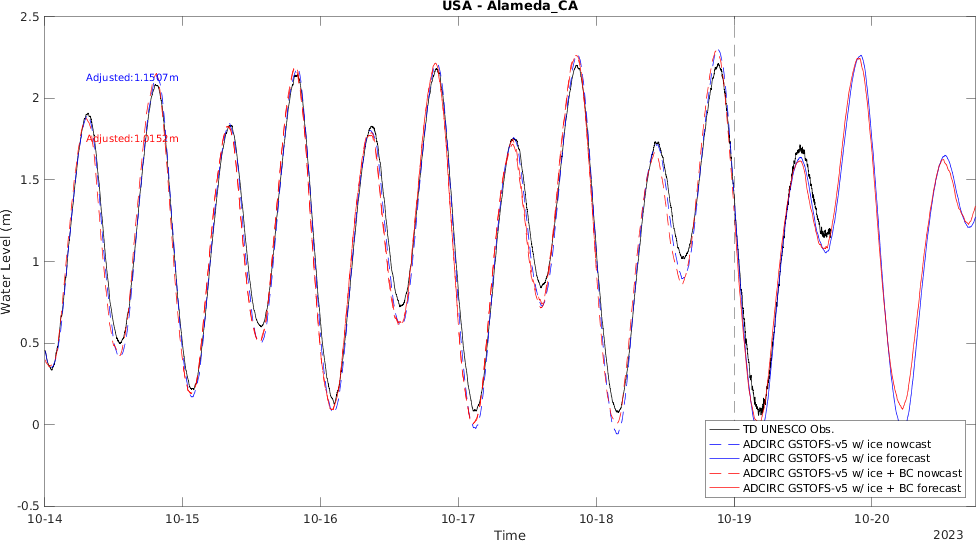 USA - Alameda_CA
2.5
2
1.5
1
0.5
0
-0.5
Water Level (m)
Adjusted:1.1507m
Adjusted:1.0152m
TD UNESCO Obs.
ADCIRC GSTOFS-v5 w/ ice nowcast
ADCIRC GSTOFS-v5 w/ ice forecast
ADCIRC GSTOFS-v5 w/ ice + BC nowcast
ADCIRC GSTOFS-v5 w/ ice + BC forecast
10-14 10-15 10-16 10-17 10-18 10-19 10-20
Time
2023